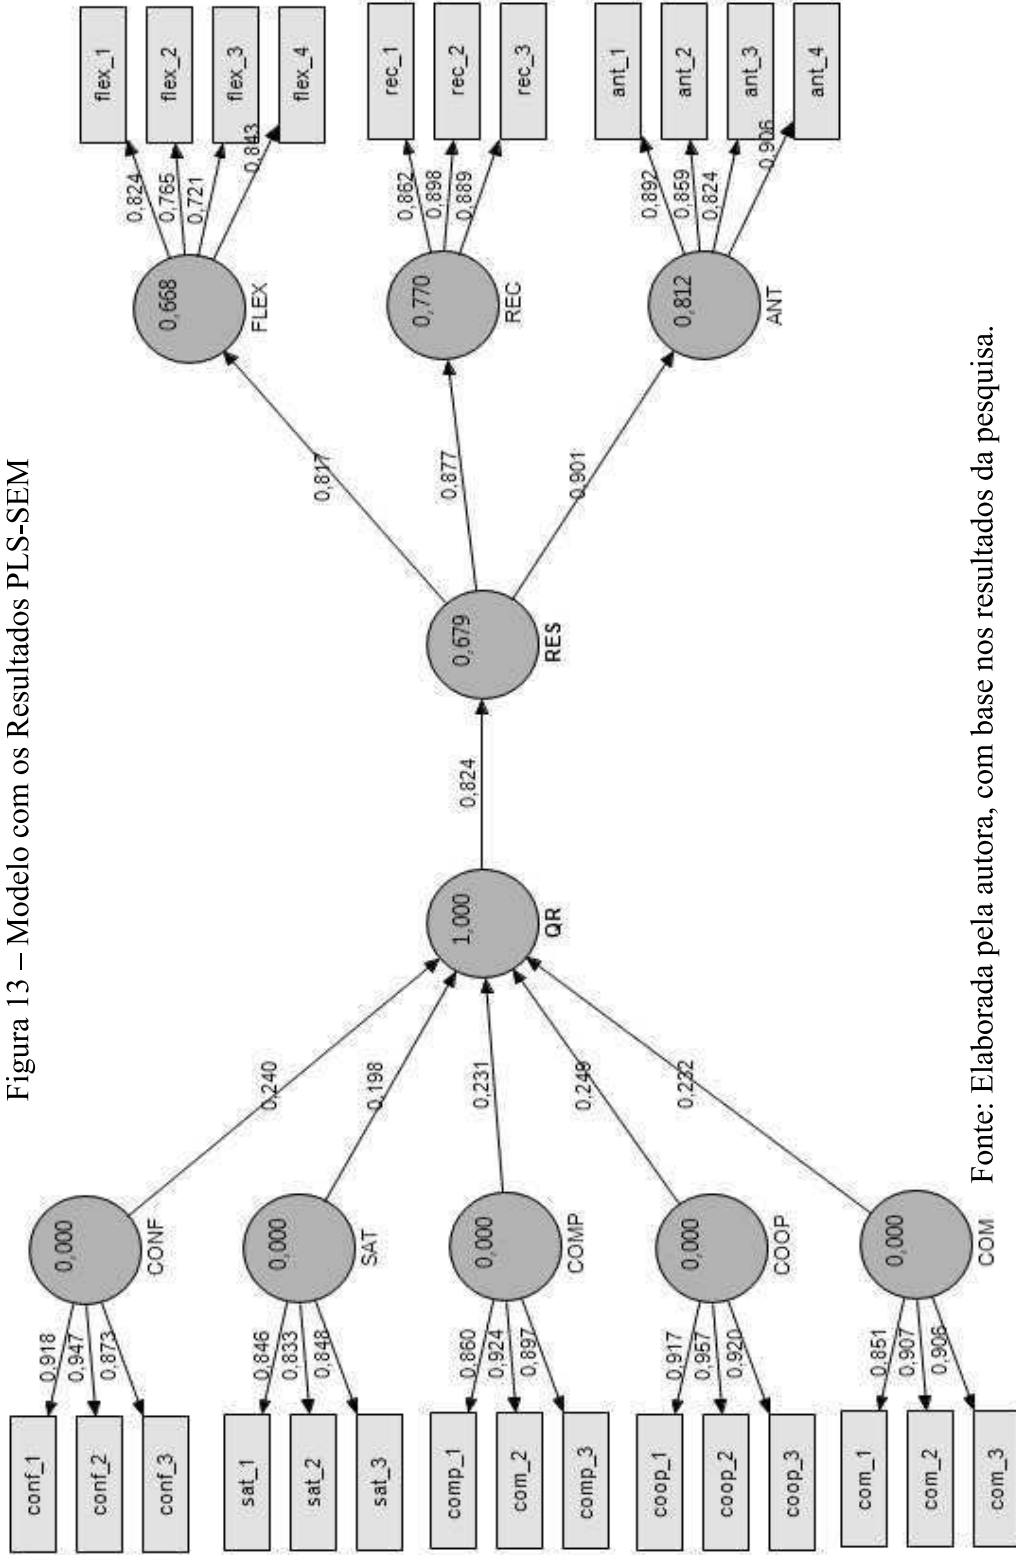 Figura 13 – Modelo com os Resultados PLS-SEM
conf_1
conf_2
conf_3
0,918
0,947
0,873
0,000
CONF
0,240
sat_1
sat_2
sat_3
0,846
0,833
0,848
0,000
SAT
0,198
comp_1
com_2
comp_3
0,860
0,924
0,897
0,000
COMP
0,231
coop_1
coop_2
coop_3
0,917
0,957
0,920
0,000
COOP
com_1
com_2
com_3
0,851
0,907
0,906
0,000
COM
0,232
1,000
QR
0,824
0,679
RES
0,817
0,877
0,901
0,668
FLEX
0,824
0,765
0,721
0,843
flex_1
flex_2
flex_3
flex_4
0,770
REC
0,862
0,898
0,889
rec_1
rec_2
rec_3
0,812
ANT
0,892
0,859
0,824
0,906
ant_1
ant_2
ant_3
ant_4
Fonte: Elaborada pela autora, com base nos resultados da pesquisa.